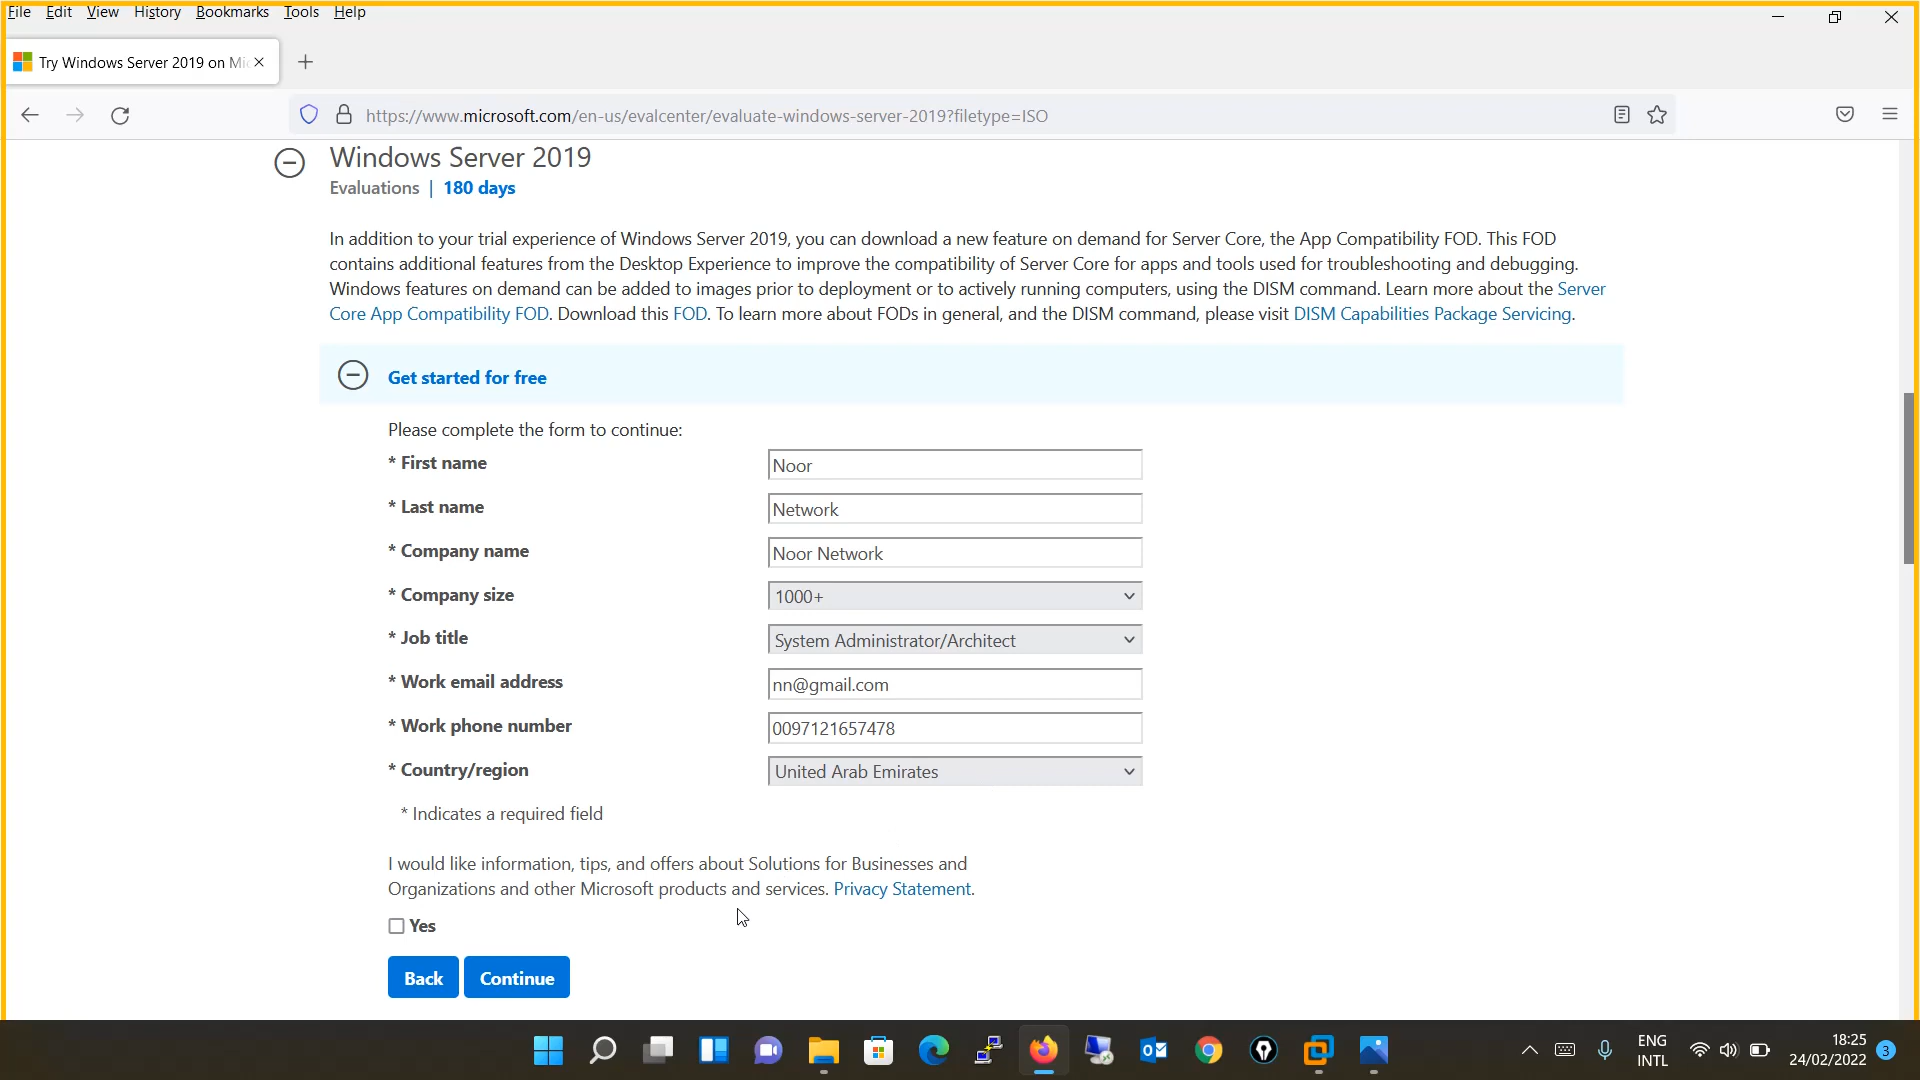 File Edit View History Bookmarks Tools Help
Try Windows Server 2019 on Mic
https://www.microsoft.com/en-us/evalcenter/evaluate-windows-server-2019?filetype=ISO
Windows Server 2019
Evaluations | 180 days
In addition to your trial experience of Windows Server 2019, you can download a new feature on demand for Server Core, the App Compatibility FOD. This FOD
contains additional features from the Desktop Experience to improve the compatibility of Server Core for apps and tools used for troubleshooting and debugging.
Windows features on demand can be added to images prior to deployment or to actively running computers, using the DISM command. Learn more about the Server
Core App Compatibility FOD. Download this FOD. To learn more about FODs in general, and the DISM command, please visit DISM Capabilities Package Servicing.
Get started for free
Please complete the form to continue:
* First name Noor
* Last name Network
* Company name Noor Network
* Company size 1000+
* Job title System Administrator/Architect
* Work email address nn@gmail.com
* Work phone number 0097121657478
* Country/region United Arab Emirates
* Indicates a required field
I would like information, tips, and offers about Solutions for Businesses and
Organizations and other Microsoft products and services. Privacy Statement.
Yes
Back Continue
ENG 18:25
INTL 24/02/2022 3